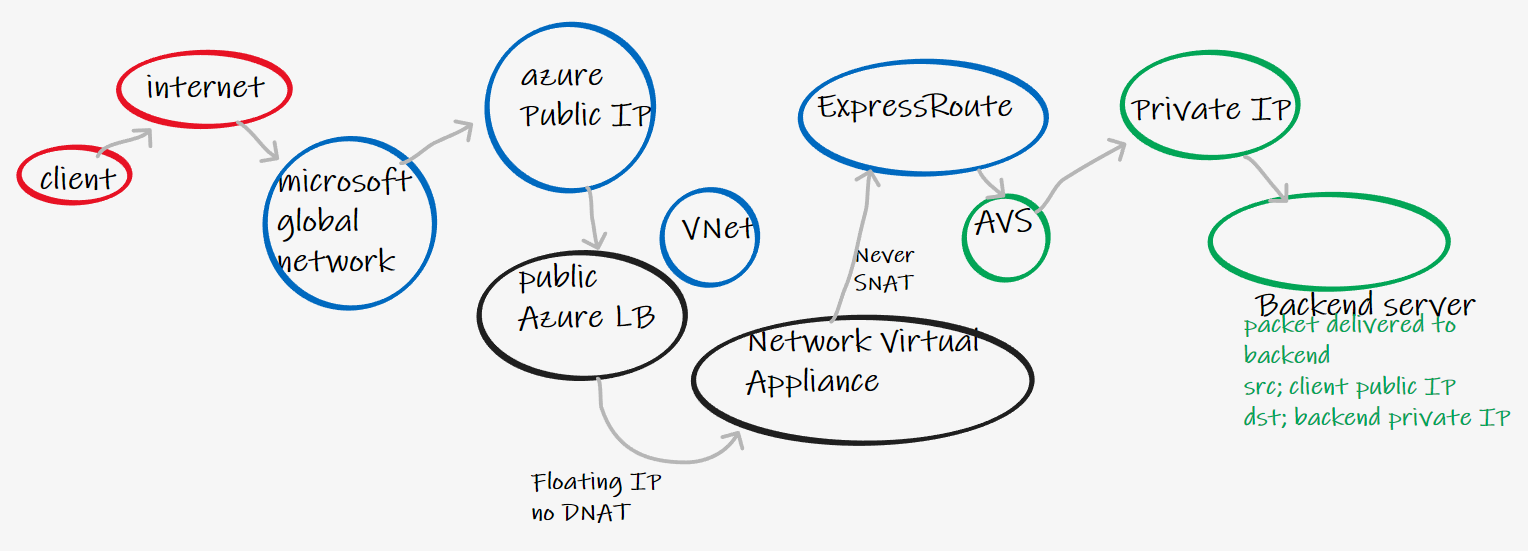 client
internet
microsoft
global
network
azure
Public IP
public
Azure LB
VNet
Floating IP
no DNAT
Network Virtual
Appliance
Never
SNAT
ExpressRoute
AVS
Private IP
Backend server
packet delivered to
backend
src; client public IP
dst; backend private IP